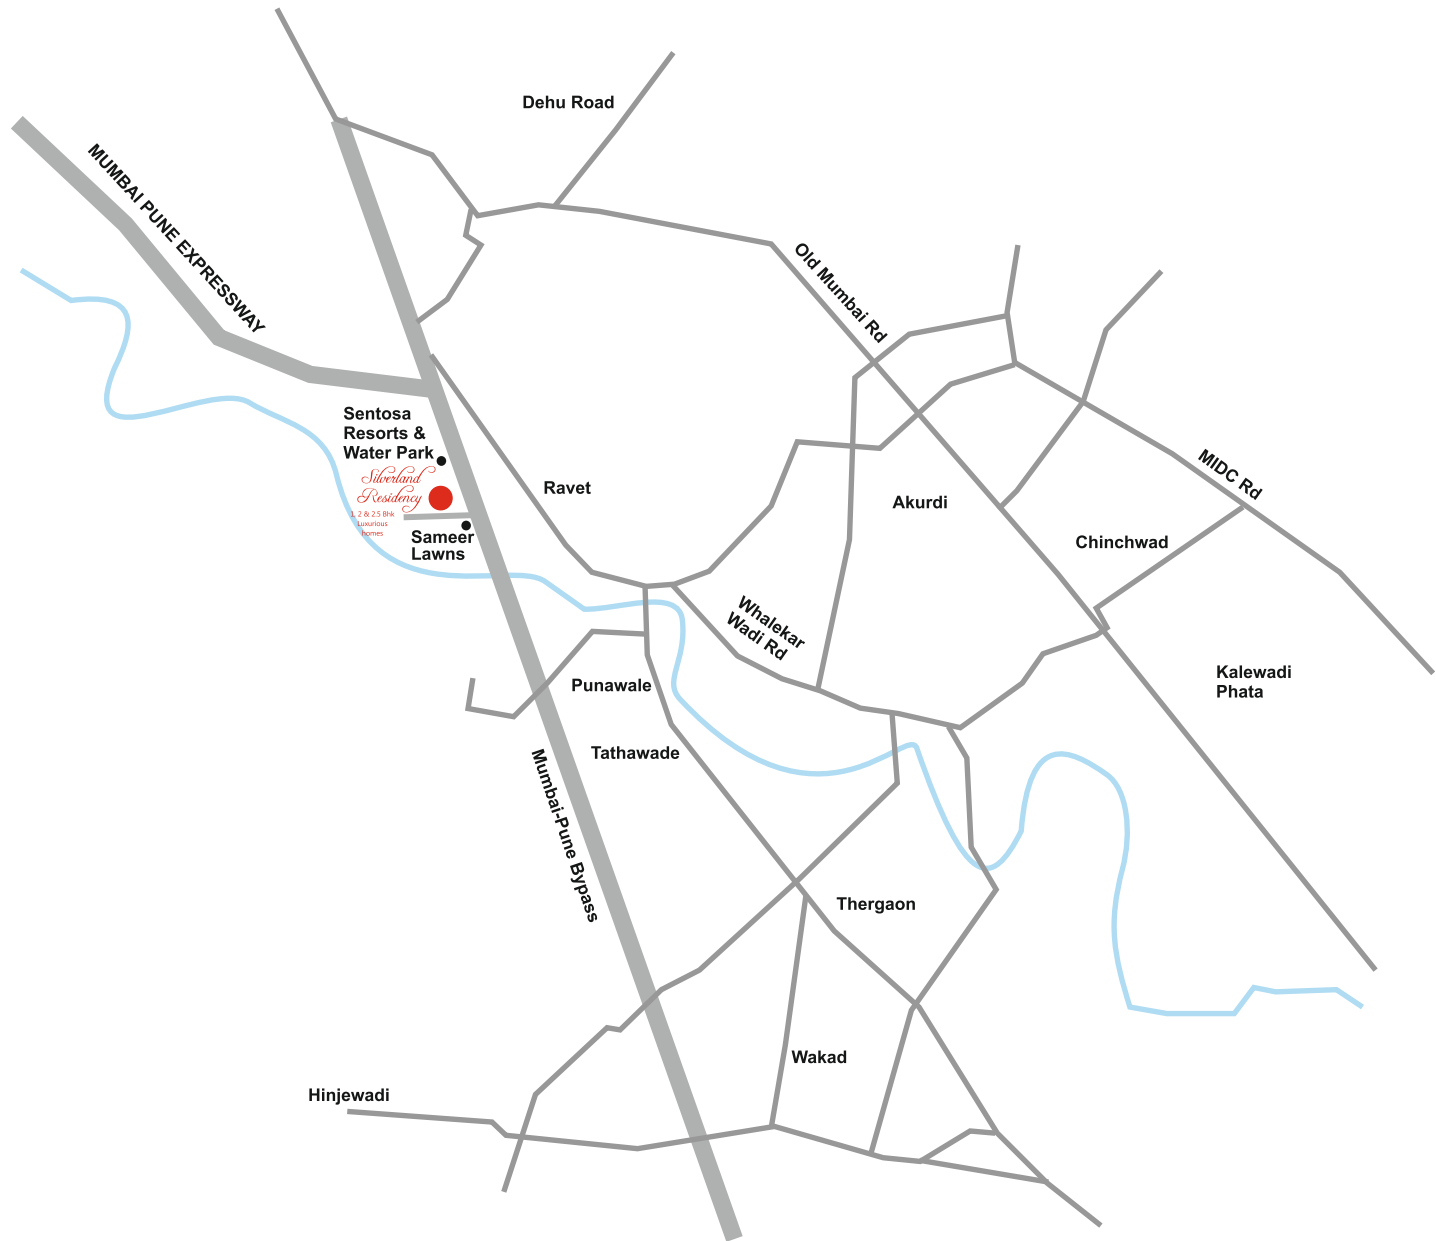 Dehu Road
MUMBAI PUNE EXPRESSWAY
Old Mumbai Rd
Sentosa
Resorts &
Water Park
Silverland
Residency
1, 2 & 2.5 Bhk
Luxurious
homes
Sameer
Lawns
Ravet
Akurdi
MIDC Rd
Chinchwad
Whalekar
Wadi Rd
Kalewadi
Phata
Punawale
Tathawade
Mumbai-Pune Bypass
Thergaon
Wakad
Hinjewadi